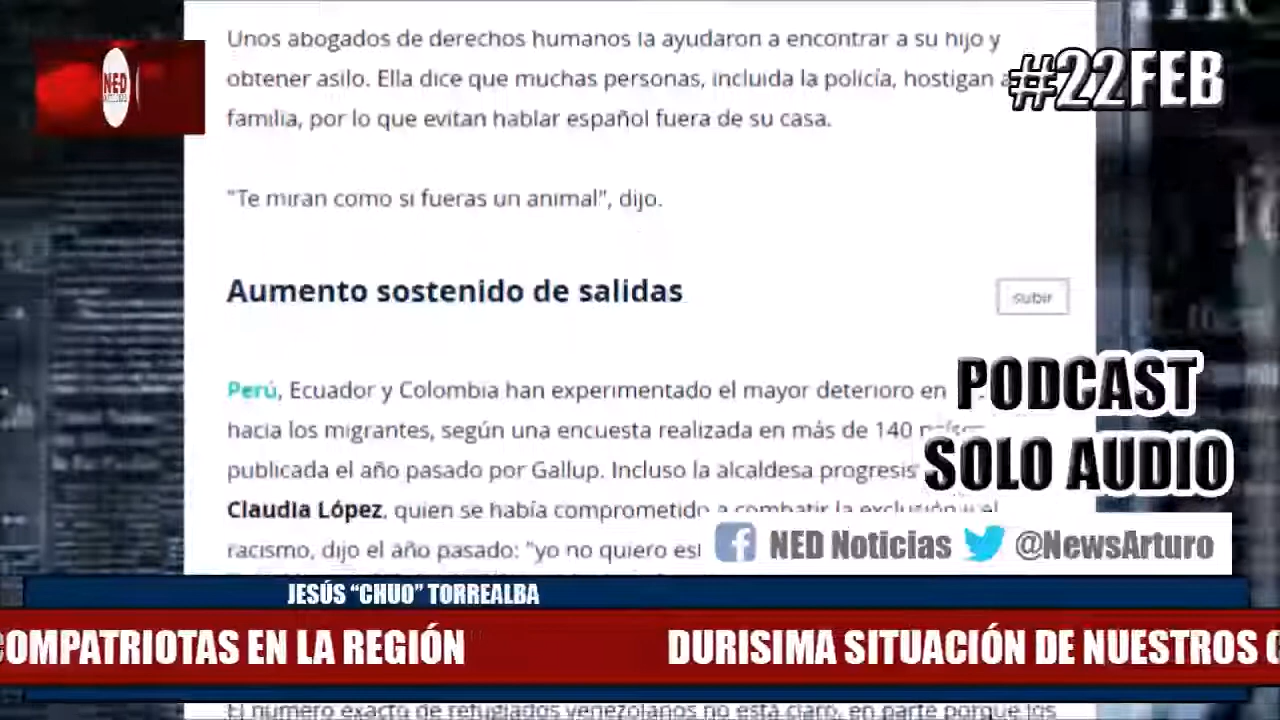 Unos abogados de derechos humanos la ayudaron a encontrar a su hijo y
obtener asilo. Ella dice que muchas personas, incluida la policía, hostigan a
familia, por lo que evitan hablar español fuera de su casa.
"Te miran como si fueras un animal", dijo.
Aumento sostenido de salidas
subir
Perú, Ecuador y Colombia han experimentado el mayor deterioro en
hacia los migrantes, según una encuesta realizada en más de 140 países
publicada el año pasado por Gallup. Incluso la alcaldesa
Claudia López, quien se había comprometido a combatir la exclusión y el
racismo, dijo el año pasado: "yo no quiero
NED
#22FEB
PODCAST
SOLO AUDIO
NED Noticias @NewsArturo
JESÚS “CHUO” TORREALBA
COMPATRIOTAS EN LA REGIÓN DURISIMA SITUACIÓN DE NUESTROS
El número exacto de refugiados venezolanos no está claro, en parte porque los